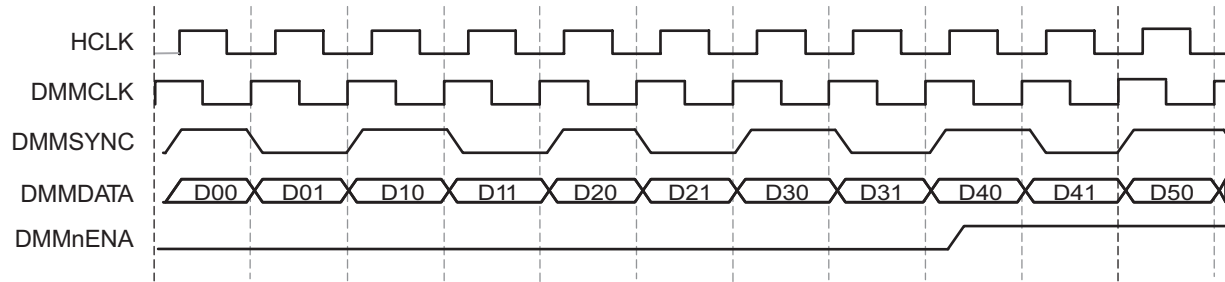 HCLK
DMMCLK
DMMSYNC
DMMDATA D00 D01 D10 D11 D20 D21 D30 D31 D40 D41 D50
DMMnENA